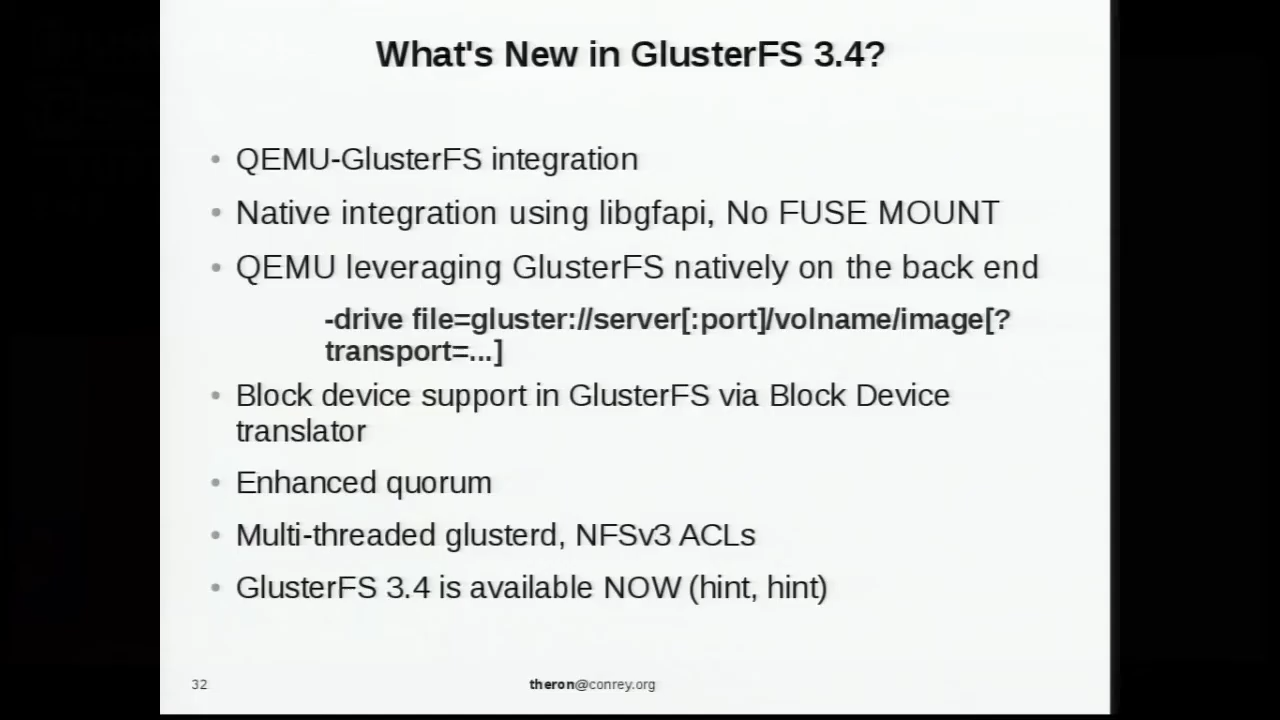 What's New in GlusterFS 3.4?
• QEMU-GlusterFS integration
• Native integration using libgfapi, No FUSE MOUNT
• QEMU leveraging GlusterFS natively on the back end
-drive file=gluster://server[:port]/volname/image[?
transport=...]
• Block device support in GlusterFS via Block Device
translator
• Enhanced quorum
• Multi-threaded glusterd, NFSv3 ACLs
• GlusterFS 3.4 is available NOW (hint, hint)
32
theron@conrey.org